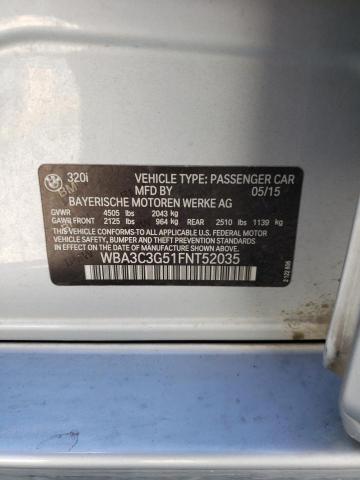 320i VEHICLE TYPE: PASSENGER CAR
MFD BY 05/15
BAYERISCHE MOTOREN WERKE AG
GVWR 4505 lbs 2043 kg
GAWR FRONT 2125 lbs 964 kg REAR 2510 lbs 1139 kg
THIS VEHICLE CONFORMS TO ALL APPLICABLE FEDERAL MOTOR
VEHICLE SAFETY, BUMPER, AND THEFT PREVENTION STANDARDS
IN EFFECT ON THE DATE OF MANUFACTURE SHOWN ABOVE.
WBA3C3G51FNT52035